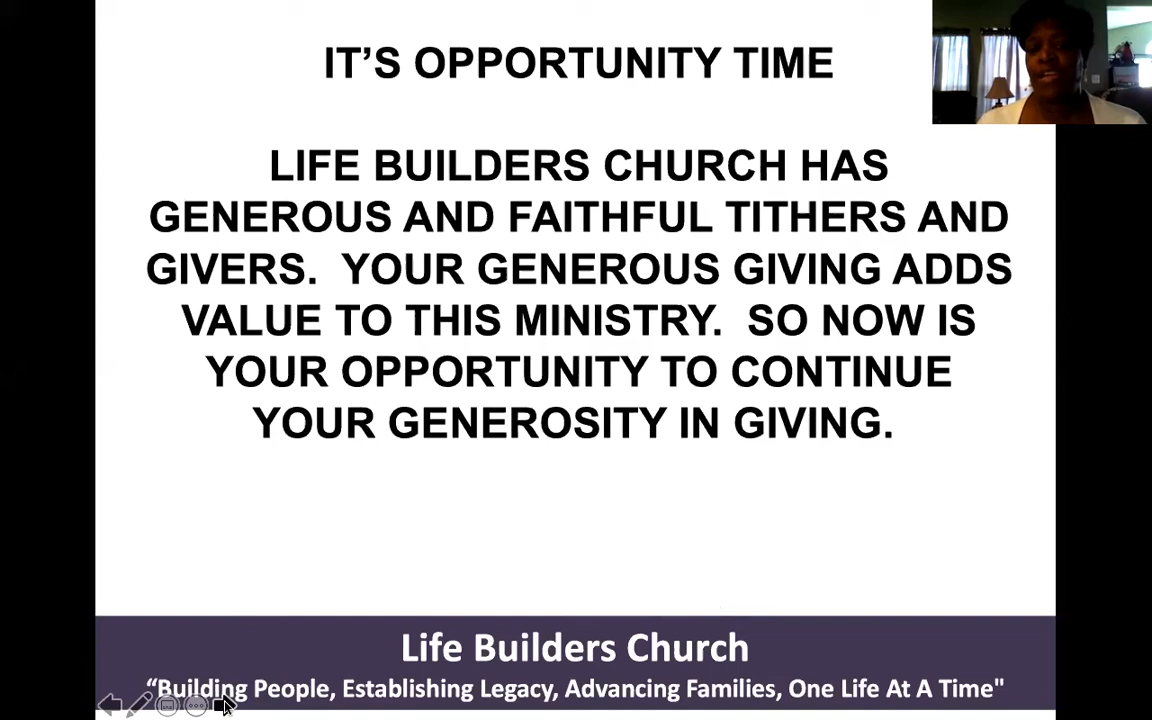 IT’S OPPORTUNITY TIME
LIFE BUILDERS CHURCH HAS
GENEROUS AND FAITHFUL TITHERS AND
GIVERS.  YOUR GENEROUS GIVING ADDS
VALUE TO THIS MINISTRY.  SO NOW IS
YOUR OPPORTUNITY TO CONTINUE
YOUR GENEROSITY IN GIVING.
Life Builders Church
“Building People, Establishing Legacy, Advancing Families, One Life At A Time"